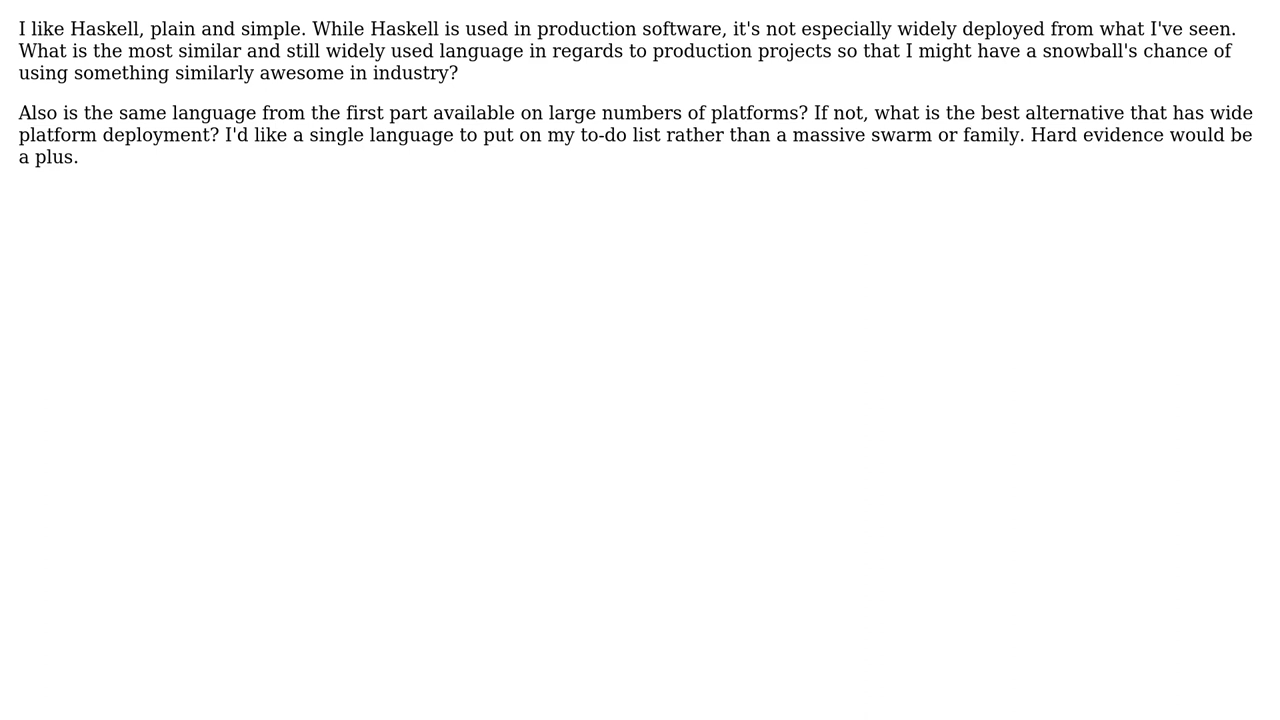 I like Haskell, plain and simple. While Haskell is used in production software, it's not especially widely deployed from what I've seen.
What is the most similar and still widely used language in regards to production projects so that I might have a snowball's chance of
using something similarly awesome in industry?
Also is the same language from the first part available on large numbers of platforms? If not, what is the best alternative that has wide
platform deployment? I'd like a single language to put on my to-do list rather than a massive swarm or family. Hard evidence would be
a plus.